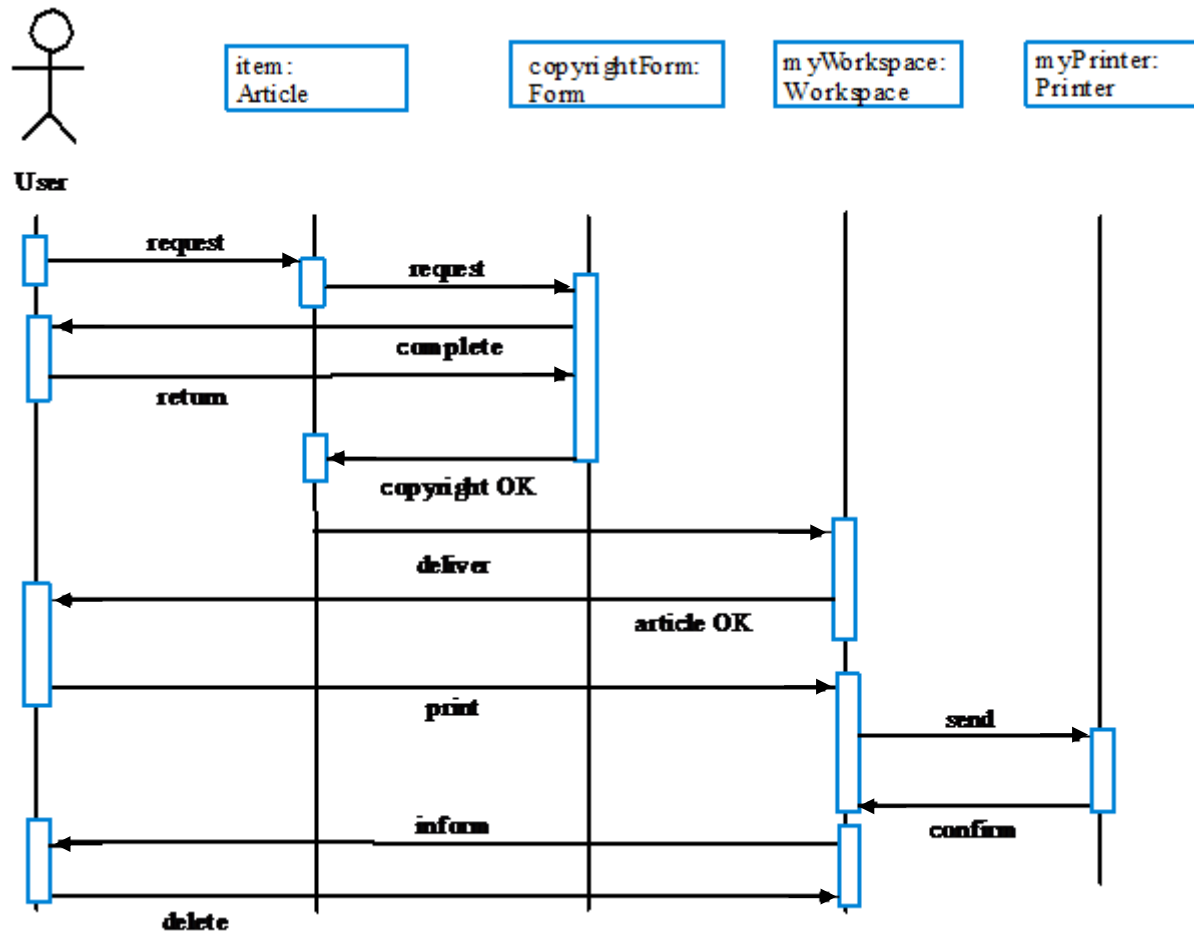 item:
Article
copyrightForm:
Form
myWorkspace:
Workspace
myPrinter:
Printer
User
request
request
complete
return
copyright OK
deliver
article OK
print
send
confirm
inform
delete